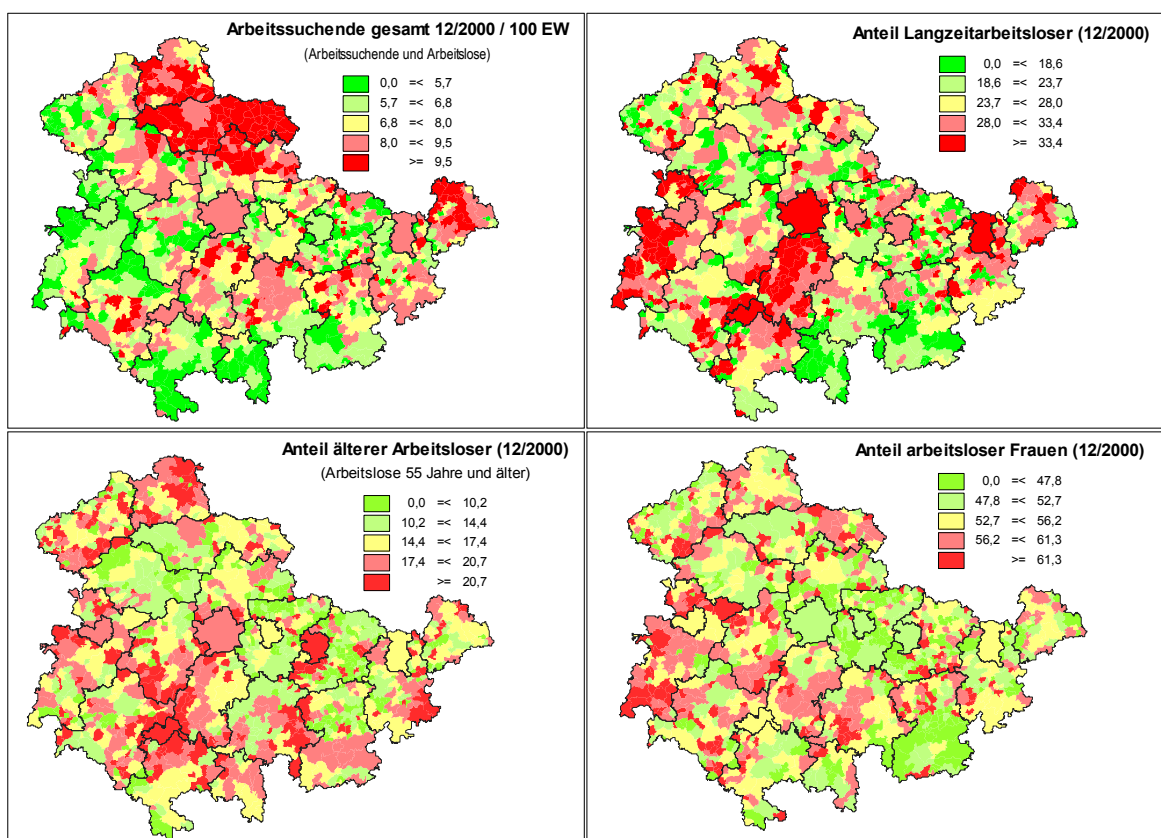 Arbeitssuchende gesamt 12/2000 / 100 EW
(Arbeitssuchende und Arbeitslose)
0,0 =< 5,7
5,7 =< 6,8
6,8 =< 8,0
8,0 =< 9,5
>= 9,5
Anteil Langzeitarbeitsloser (12/2000)
0,0 =< 18,6
18,6 =< 23,7
23,7 =< 28,0
28,0 =< 33,4
>= 33,4
Anteil älterer Arbeitsloser (12/2000)
(Arbeitslose 55 Jahre und älter)
0,0 =< 10,2
10,2 =< 14,4
14,4 =< 17,4
17,4 =< 20,7
>= 20,7
Anteil arbeitsloser Frauen (12/2000)
0,0 =< 47,8
47,8 =< 52,7
52,7 =< 56,2
56,2 =< 61,3
>= 61,3